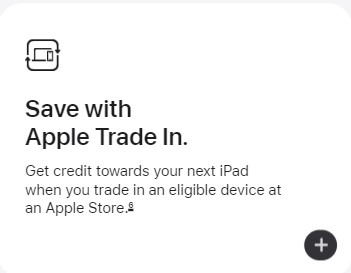 Save with
Apple Trade In.
Get credit towards your next iPad
when you trade in an eligible device at
an Apple Store.⁶